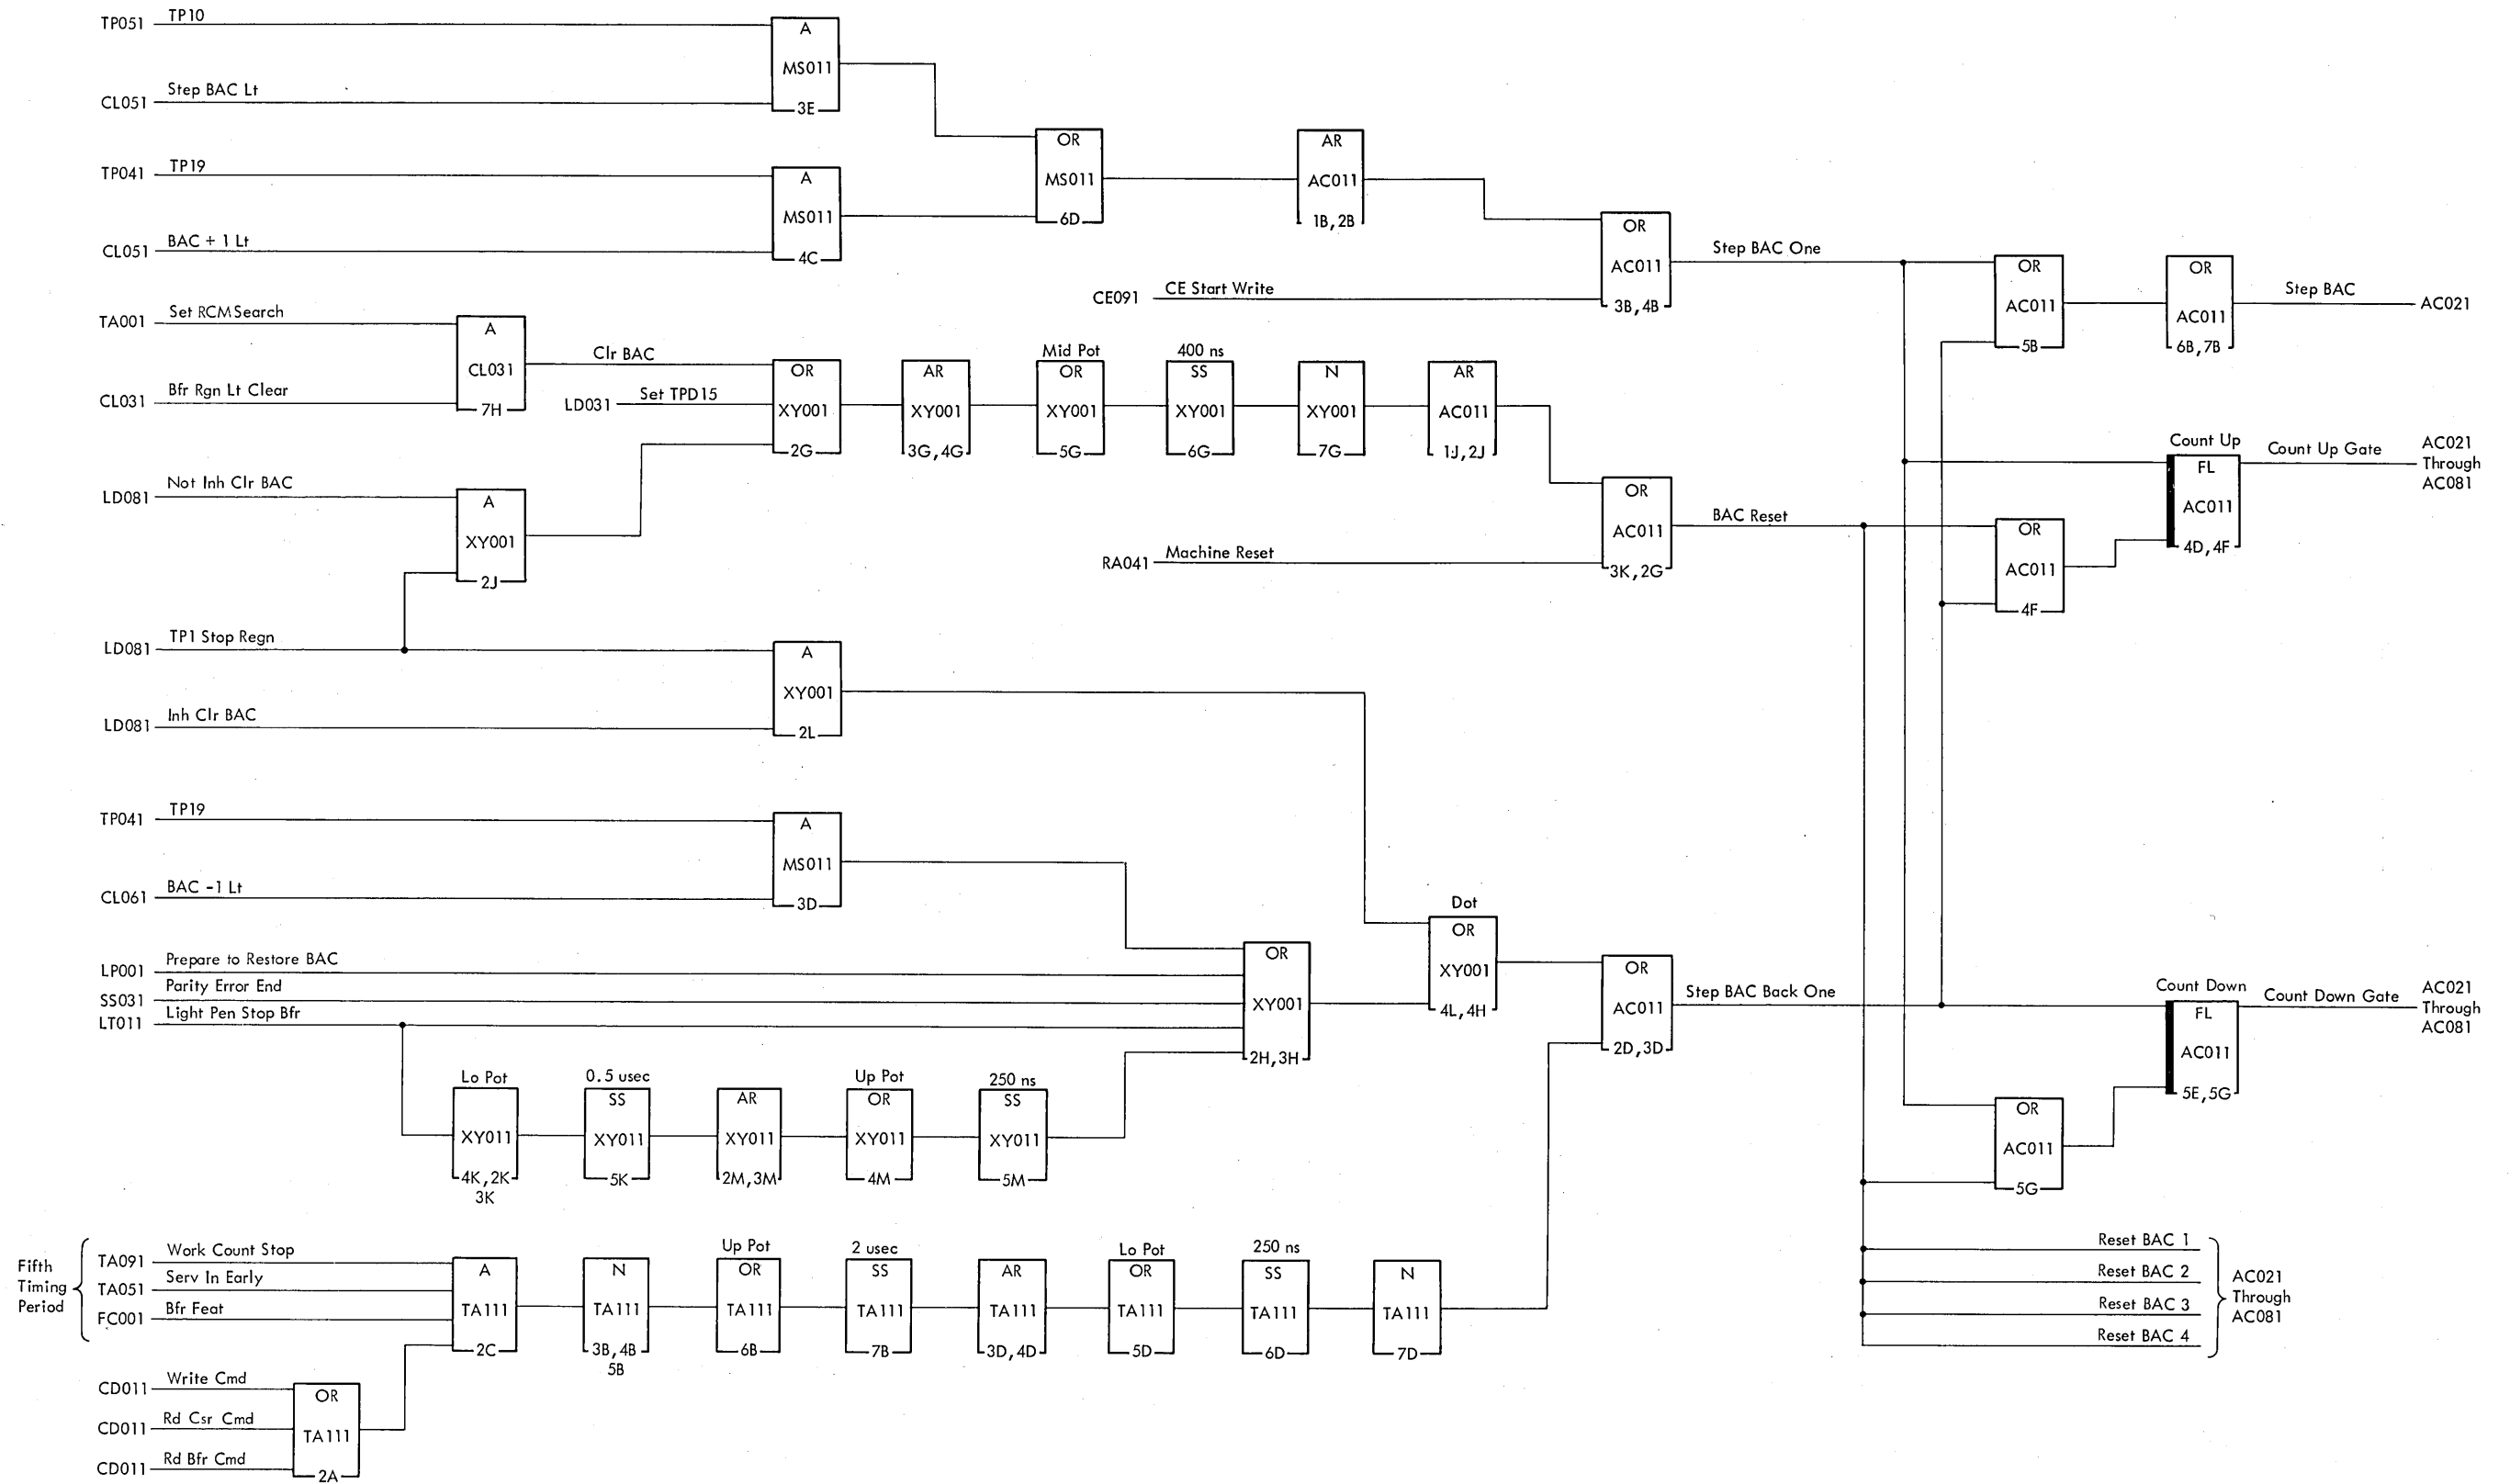 TP051 TP10
A
MS011
3E
CL051 Step BAC Lt
TP041 TP19
A
MS011
4C
CL051 BAC + 1 Lt
OR
MS011
6D
AR
AC011
1B, 2B
OR
AC011
3B, 4B
CE091 CE Start Write
Step BAC One
OR
AC011
5B
OR
AC011
6B, 7B
Step BAC
AC021
TA001 Set RCM Search
A
CL031
7H
CL031 Bfr Rgn Lt Clear
Clr BAC
LD031 Set TPD15
OR
XY001
2G
AR
XY001
3G, 4G
Mid Pot
OR
XY001
5G
400 ns
SS
XY001
6G
N
XY001
7G
AR
AC011
1J, 2J
LD081 Not Inh Clr BAC
A
XY001
2J
OR
AC011
3K, 2G
RA041 Machine Reset
BAC Reset
Count Up
FL
AC011
4D, 4F
Count Up Gate
AC021
Through
AC081
OR
AC011
4F
LD081 TP1 Stop Regn
A
XY001
2L
LD081 Inh Clr BAC
TP041 TP19
A
MS011
3D
CL061 BAC -1 Lt
LP001 Prepare to Restore BAC
SS031 Parity Error End
LT011 Light Pen Stop Bfr
OR
XY001
2H, 3H
Dot
OR
XY001
4L, 4H
OR
AC011
2D, 3D
Step BAC Back One
Count Down
FL
AC011
5E, 5G
Count Down Gate
AC021
Through
AC081
Lo Pot
XY011
4K, 2K
3K
0.5 usec
SS
XY011
5K
AR
XY011
2M, 3M
Up Pot
OR
XY011
4M
250 ns
SS
XY011
5M
OR
AC011
5G
Fifth
Timing
Period
TA091 Work Count Stop
TA051 Serv In Early
FC001 Bfr Feat
A
TA111
2C
N
TA111
3B, 4B
5B
Up Pot
OR
TA111
6B
2 usec
SS
TA111
7B
AR
TA111
3D, 4D
Lo Pot
OR
TA111
5D
250 ns
SS
TA111
6D
N
TA111
7D
Reset BAC 1
Reset BAC 2
Reset BAC 3
Reset BAC 4
AC021
Through
AC081
CD011 Write Cmd
CD011 Rd Csr Cmd
CD011 Rd Bfr Cmd
OR
TA111
2A